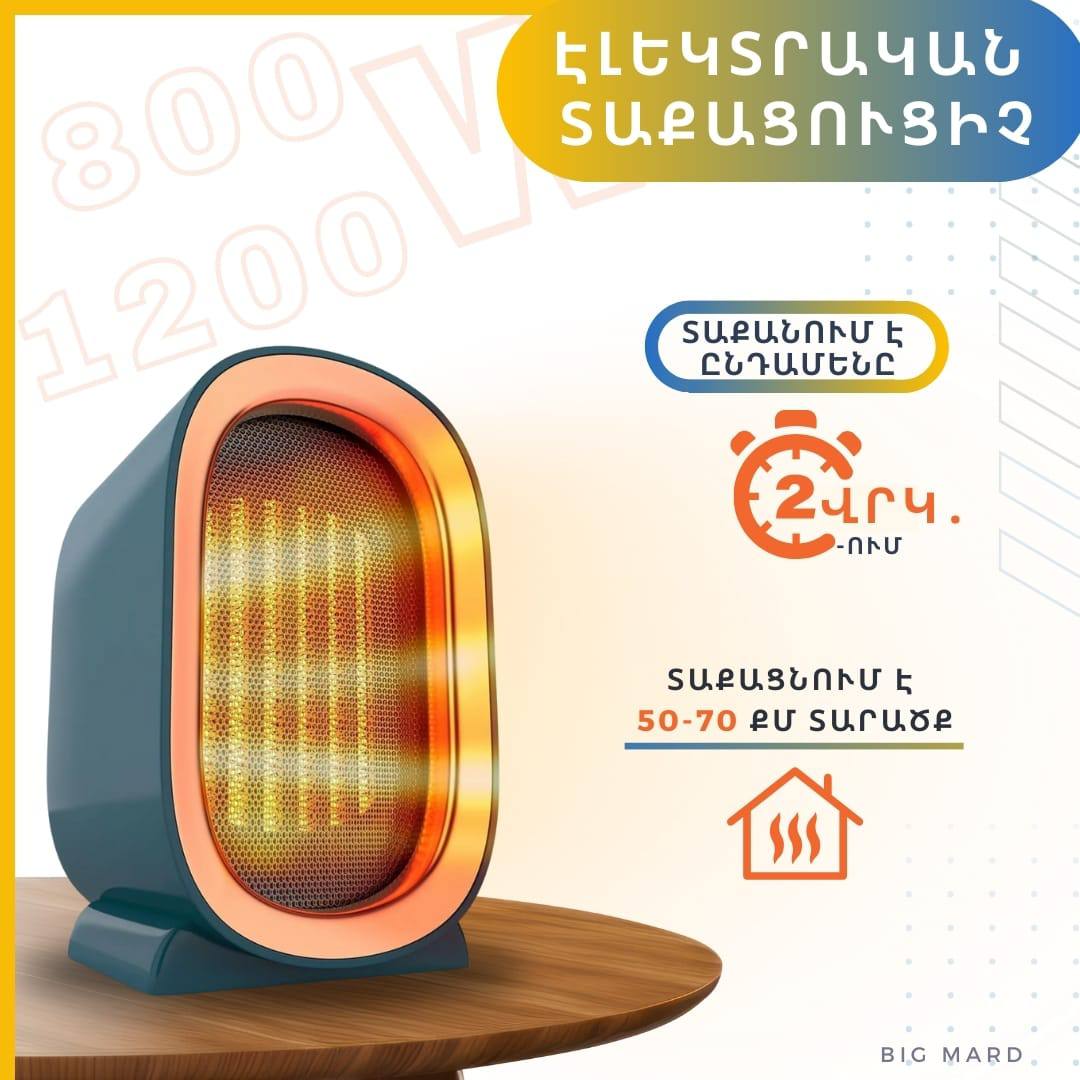 800
1200 W
ԷԼԵԿՏՐԱԿԱՆ
ՏԱՔԱՑՈՒՑԻՉ
ՏԱՔԱՆՈՒՄ Է
ԸՆԴԱՄԵՆԸ
2 ՎՐԿ.
-ՈՒՄ
ՏԱՔԱՑՆՈՒՄ Է
50-70 ՔՄ ՏԱՐԱԾՔ
BIG MARD